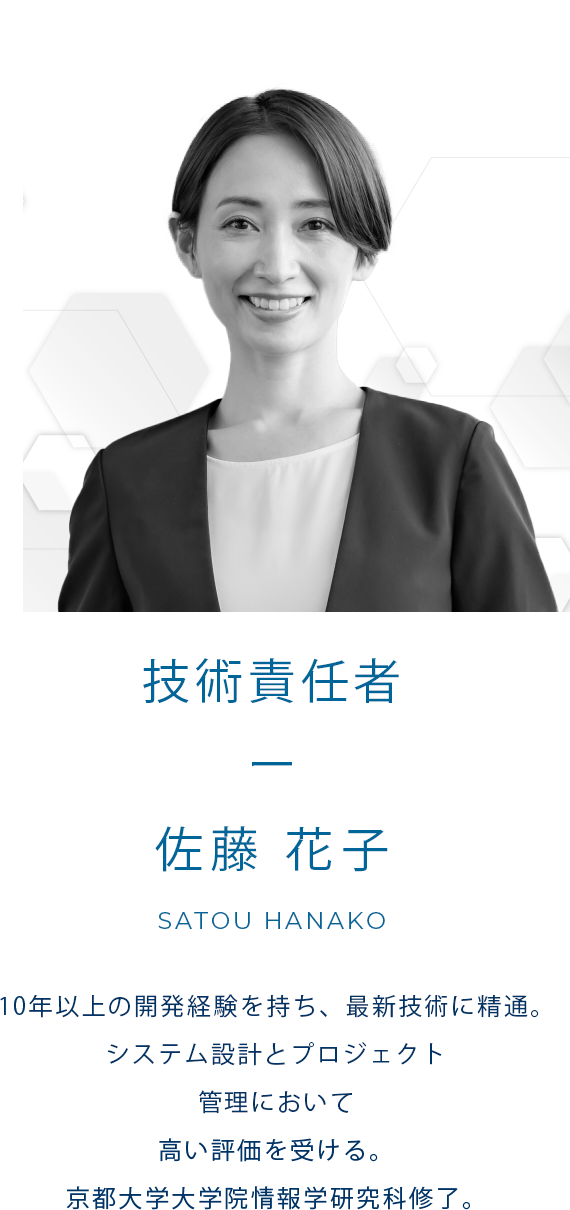 技術責任者
佐藤 花子
SATOU HANAKO
10年以上の開発経験を持ち、最新技術に精通。
システム設計とプロジェクト
管理において
高い評価を受ける。
京都大学大学院情報学研究科修了。